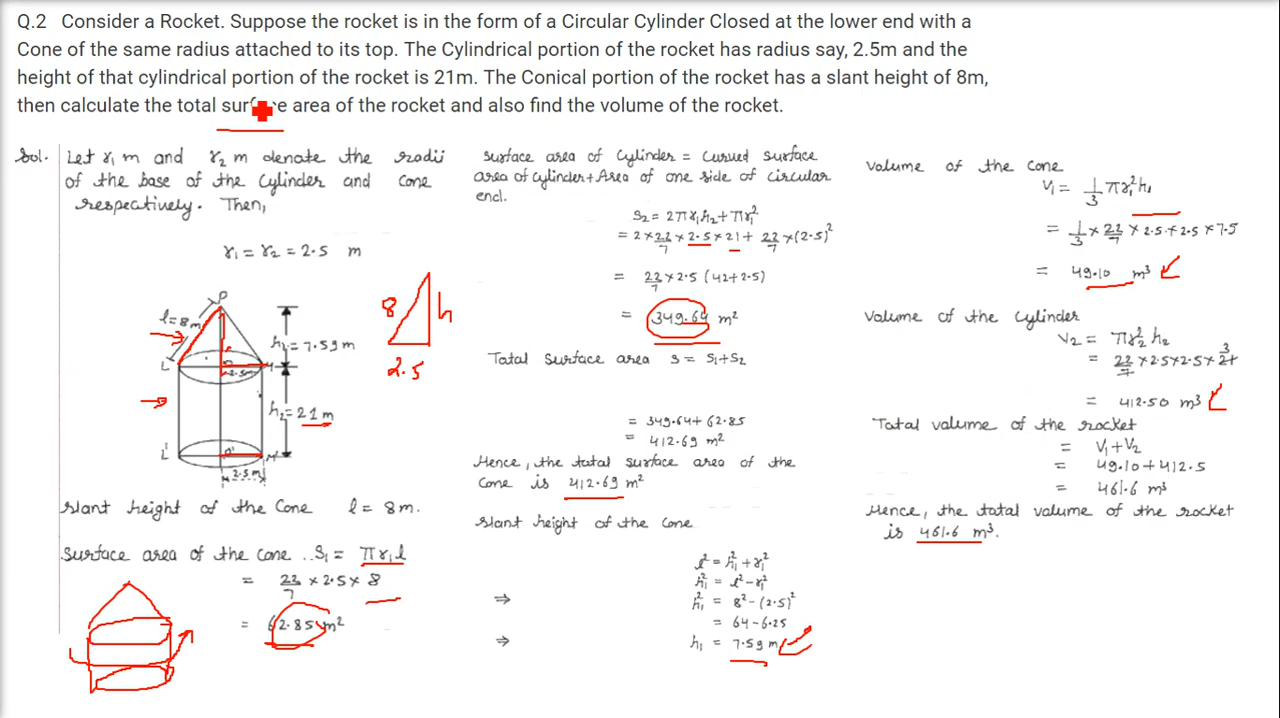 Q.2 Consider a Rocket. Suppose the rocket is in the form of a Circular Cylinder Closed at the lower end with a
Cone of the same radius attached to its top. The Cylindrical portion of the rocket has radius say, 2.5m and the
height of that cylindrical portion of the rocket is 21m. The Conical portion of the rocket has a slant height of 8m,
then calculate the total surface area of the rocket and also find the volume of the rocket.
Sol.
Let r₁ m and r₂ m denote the radii
of the base of the cylinder and cone
respectively. Then,
r₁ = r₂ = 2.5 m
P
l=8m
h₁=7.59m
L
2.5m
h₂=21m
L'
O'
M'
2.5m
8
h
2.5
Slant height of the cone l = 8m.
Surface area of the cone ..S₁ = πr₁l
= 22/7 × 2.5 × 8
= 62.85 m²
Surface area of cylinder = curved surface
area of cylinder + Area of one side of circular
end.
S₂ = 2πr₁h₂ + πr₁²
= 2 × 22/7 × 2.5 × 21 + 22/7 × (2.5)²
= 22/7 × 2.5 (42+2.5)
= 349.64 m²
Total surface area S = S₁+S₂
= 349.64 + 62.85
= 412.69 m²
Hence, the total surface area of the
cone is 412.69 m²
Slant height of the cone
l² = h₁² + r₁²
h₁² = l² - r₁²
⇒ h₁² = 8² - (2.5)²
= 64 - 6.25
⇒ h₁ = 7.59 m
Volume of the cone
V₁ = 1/3 πr₁²h₁
= 1/3 × 22/7 × 2.5 × 2.5 × 7.5
= 49.10 m³
Volume of the cylinder
V₂ = πr₂² h₂
= 22/7 × 2.5 × 2.5 × 21 3
= 412.50 m³
Total volume of the rocket
= V₁+V₂
= 49.10 + 412.5
= 461.6 m³
Hence, the total volume of the rocket
is 461.6 m³.